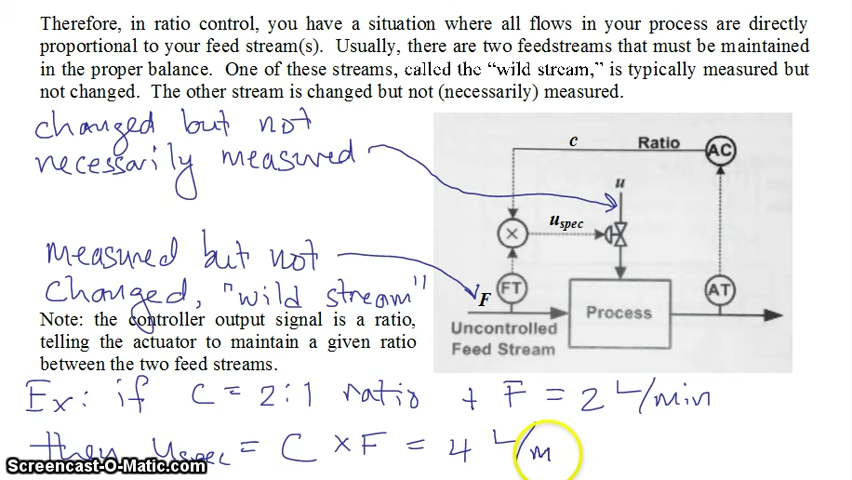 Therefore, in ratio control, you have a situation where all flows in your process are directly
proportional to your feed stream(s). Usually, there are two feedstreams that must be maintained
in the proper balance. One of these streams, called the “wild stream,” is typically measured but
not changed. The other stream is changed but not (necessarily) measured.
changed but not
necessarily measured
c
Ratio
AC
u
u spec
×
measured but not
changed, "wild stream"
F
FT
AT
Process
Uncontrolled
Feed Stream
Note: the controller output signal is a ratio,
telling the actuator to maintain a given ratio
between the two feed streams.
Ex: if C = 2:1 ratio + F = 2 L/min
then uspec = C × F = 4 L/m
Screencast-O-Matic.com